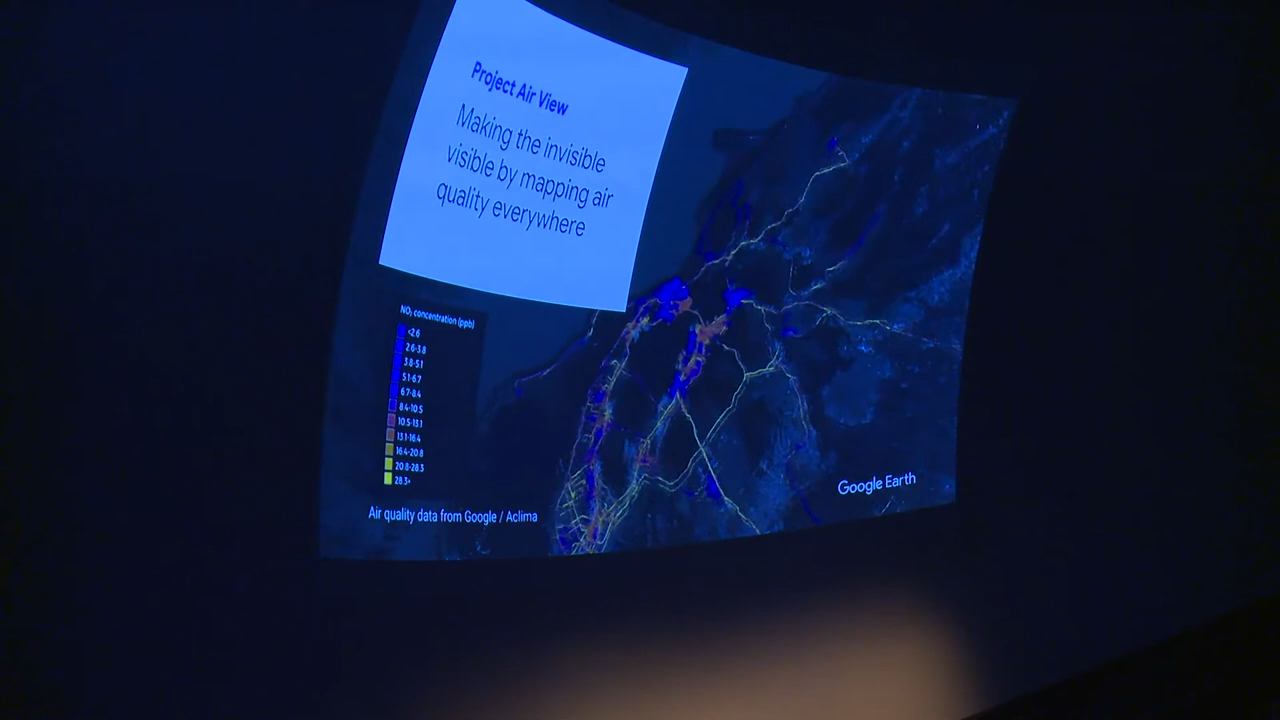 Project Air View
Making the invisible
visible by mapping air
quality everywhere
NO₂ concentration (ppb)
<2.6
2.6-3.8
3.8-5.1
5.1-6.7
6.7-8.4
8.4-10.5
10.5-13.1
13.1-16.4
16.4-20.8
20.8-28.3
28.3+
Google Earth
Air quality data from Google / Aclima